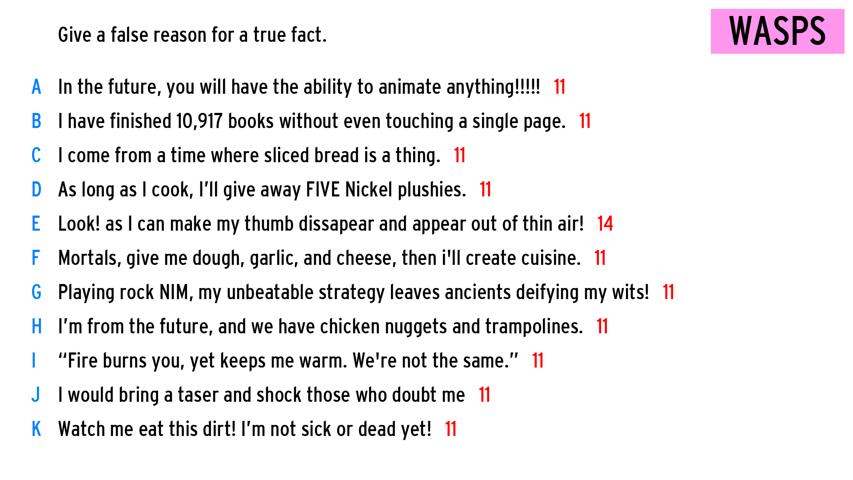 Give a false reason for a true fact.
WASPS
A In the future, you will have the ability to animate anything!!!!! 11
B I have finished 10,917 books without even touching a single page. 11
C I come from a time where sliced bread is a thing. 11
D As long as I cook, I’ll give away FIVE Nickel plushies. 11
E Look! as I can make my thumb dissapear and appear out of thin air! 14
F Mortals, give me dough, garlic, and cheese, then i'll create cuisine. 11
G Playing rock NIM, my unbeatable strategy leaves ancients deifying my wits! 11
H I’m from the future, and we have chicken nuggets and trampolines. 11
I “Fire burns you, yet keeps me warm. We're not the same.” 11
J I would bring a taser and shock those who doubt me 11
K Watch me eat this dirt! I’m not sick or dead yet! 11